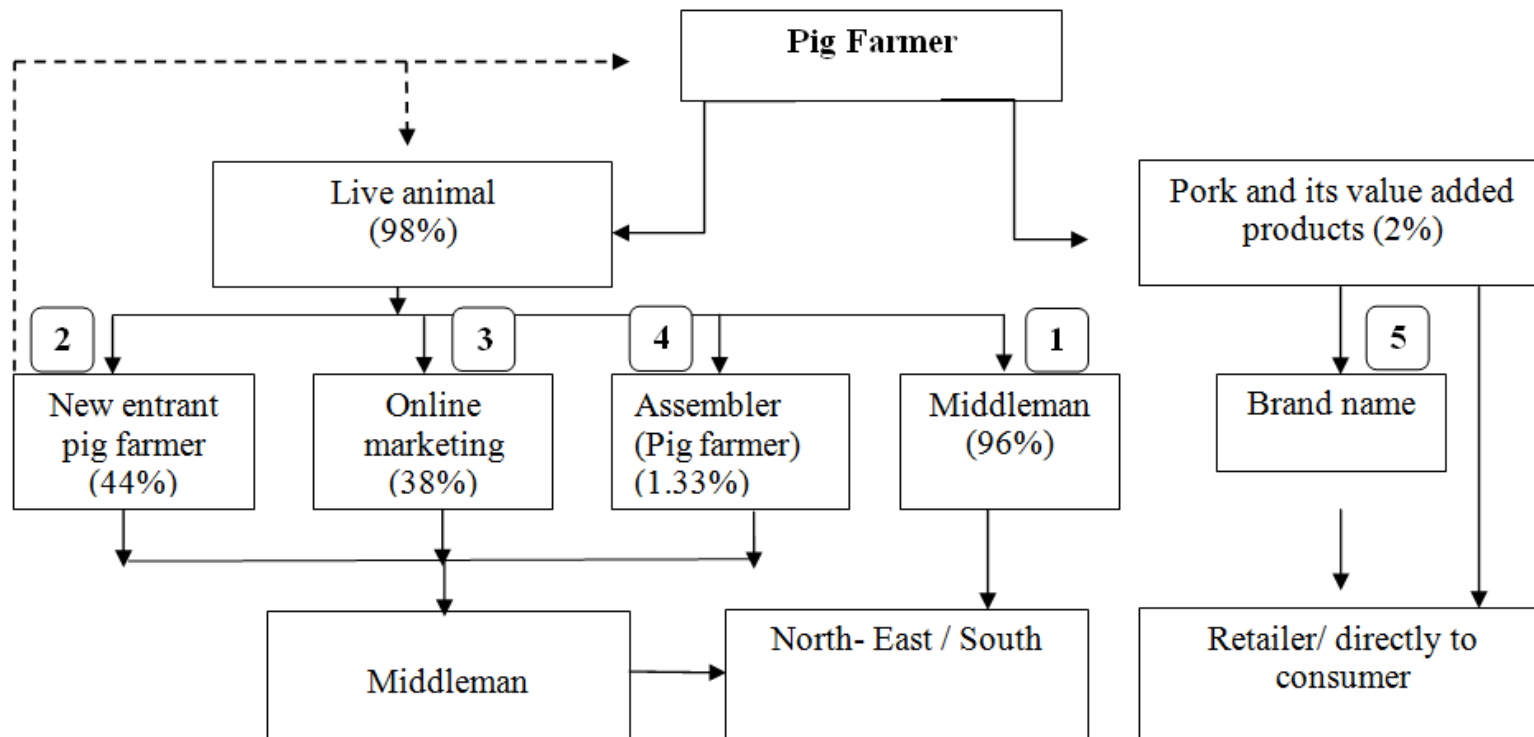 Pig Farmer
Live animal
(98%)
Pork and its value added
products (2%)
2
3
4
1
5
New entrant
pig farmer
(44%)
Online
marketing
(38%)
Assembler
(Pig farmer)
(1.33%)
Middleman
(96%)
Brand name
Middleman
North- East / South
Retailer/ directly to
consumer